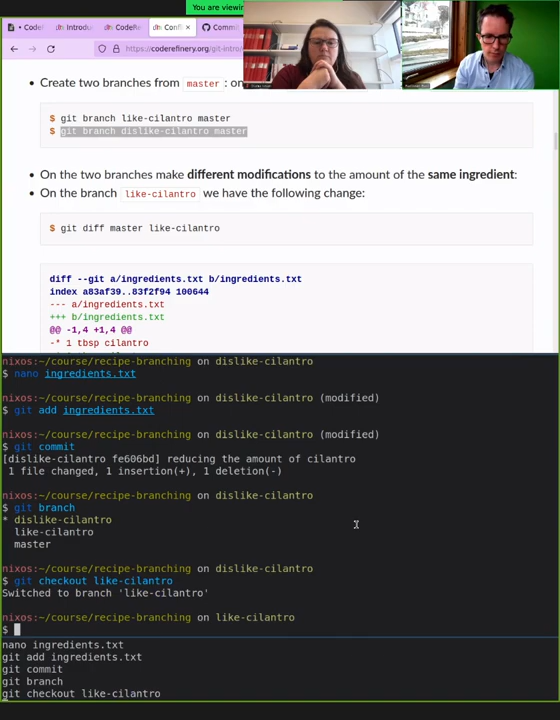 You are viewin
Codel
Introdu
CodeRe
Confli
Commit
https://coderefinery.org/git-intro/
• Create two branches from master : on
$ git branch like-cilantro master
$ git branch dislike-cilantro master
• On the two branches make different modifications to the amount of the same ingredient:
• On the branch like-cilantro we have the following change:
$ git diff master like-cilantro
diff --git a/ingredients.txt b/ingredients.txt
index a83af39..83f2f94 100644
--- a/ingredients.txt
+++ b/ingredients.txt
@@ -1,4 +1,4 @@
-* 1 tbsp cilantro
nixos:~/course/recipe-branching on dislike-cilantro
$ nano ingredients.txt
nixos:~/course/recipe-branching on dislike-cilantro (modified)
$ git add ingredients.txt
nixos:~/course/recipe-branching on dislike-cilantro (modified)
$ git commit
[dislike-cilantro fe606bd] reducing the amount of cilantro
1 file changed, 1 insertion(+), 1 deletion(-)
nixos:~/course/recipe-branching on dislike-cilantro
$ git branch
* dislike-cilantro
like-cilantro
master
nixos:~/course/recipe-branching on dislike-cilantro
$ git checkout like-cilantro
Switched to branch 'like-cilantro'
nixos:~/course/recipe-branching on like-cilantro
$
nano ingredients.txt
git add ingredients.txt
git commit
git branch
git checkout like-cilantro